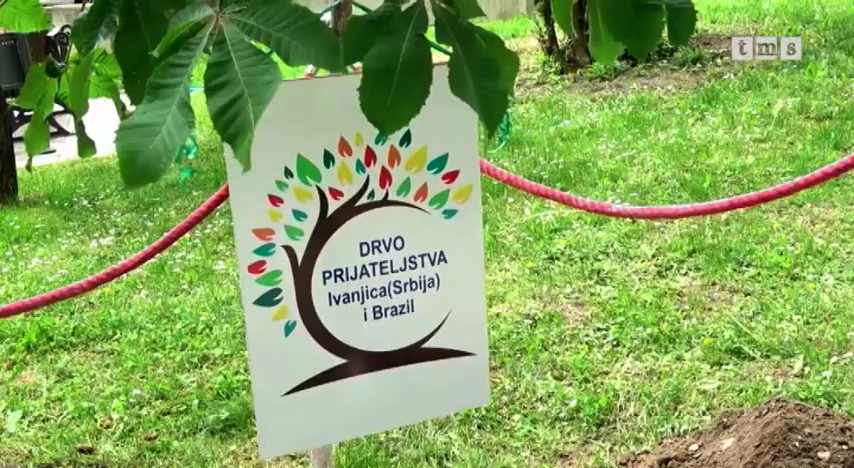 tms
DRVO
PRIJATELJSTVA
Ivanjica(Srbija)
i Brazil